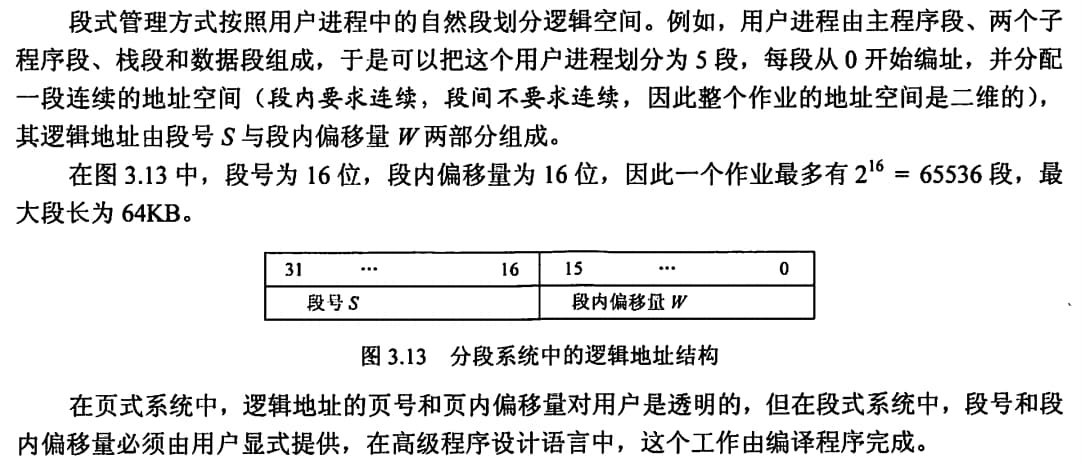 段式管理方式按照用户进程中的自然段划分逻辑空间。例如，用户进程由主程序段、两个子
程序段、栈段和数据段组成，于是可以把这个用户进程划分为 5 段，每段从 0 开始编址，并分配
一段连续的地址空间（段内要求连续，段间不要求连续，因此整个作业的地址空间是二维的），
其逻辑地址由段号 S 与段内偏移量 W 两部分组成。
在图 3.13 中，段号为 16 位，段内偏移量为 16 位，因此一个作业最多有 2¹⁶ = 65536 段，最
大段长为 64KB。
31 … 16 15 … 0
段号 S 段内偏移量 W
图 3.13 分段系统中的逻辑地址结构
在页式系统中，逻辑地址的页号和页内偏移量对用户是透明的，但在段式系统中，段号和段
内偏移量必须由用户显式提供，在高级程序设计语言中，这个工作由编译程序完成。